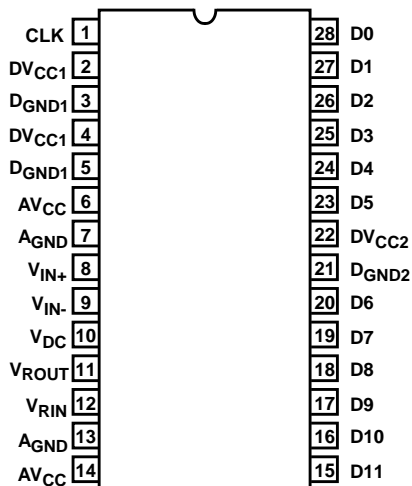 CLK 1 28 D0
DVCC1 2 27 D1
DGND1 3 26 D2
DVCC1 4 25 D3
DGND1 5 24 D4
AVCC 6 23 D5
AGND 7 22 DVCC2
VIN+ 8 21 DGND2
VIN- 9 20 D6
VDC 10 19 D7
VROUT 11 18 D8
VRIN 12 17 D9
AGND 13 16 D10
AVCC 14 15 D11